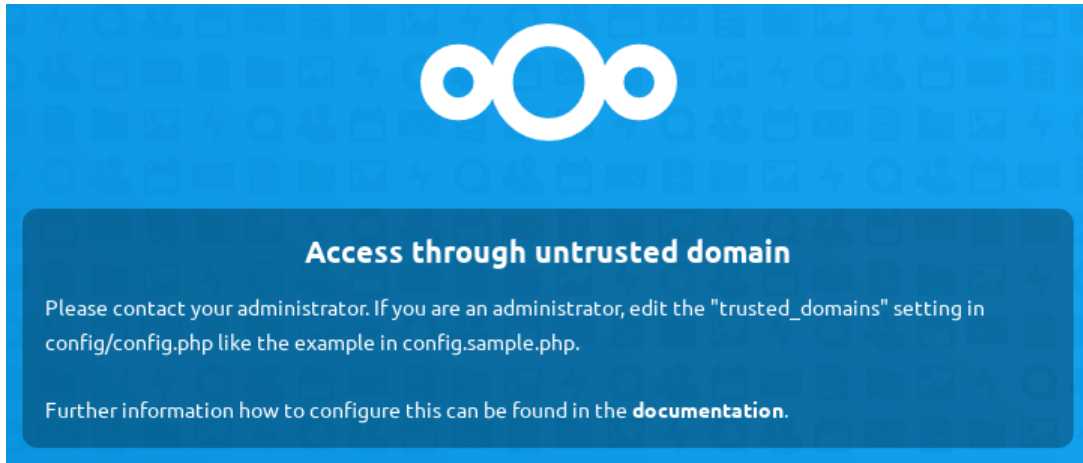 Access through untrusted domain
Please contact your administrator. If you are an administrator, edit the "trusted_domains" setting in
config/config.php like the example in config.sample.php.
Further information how to configure this can be found in the documentation.